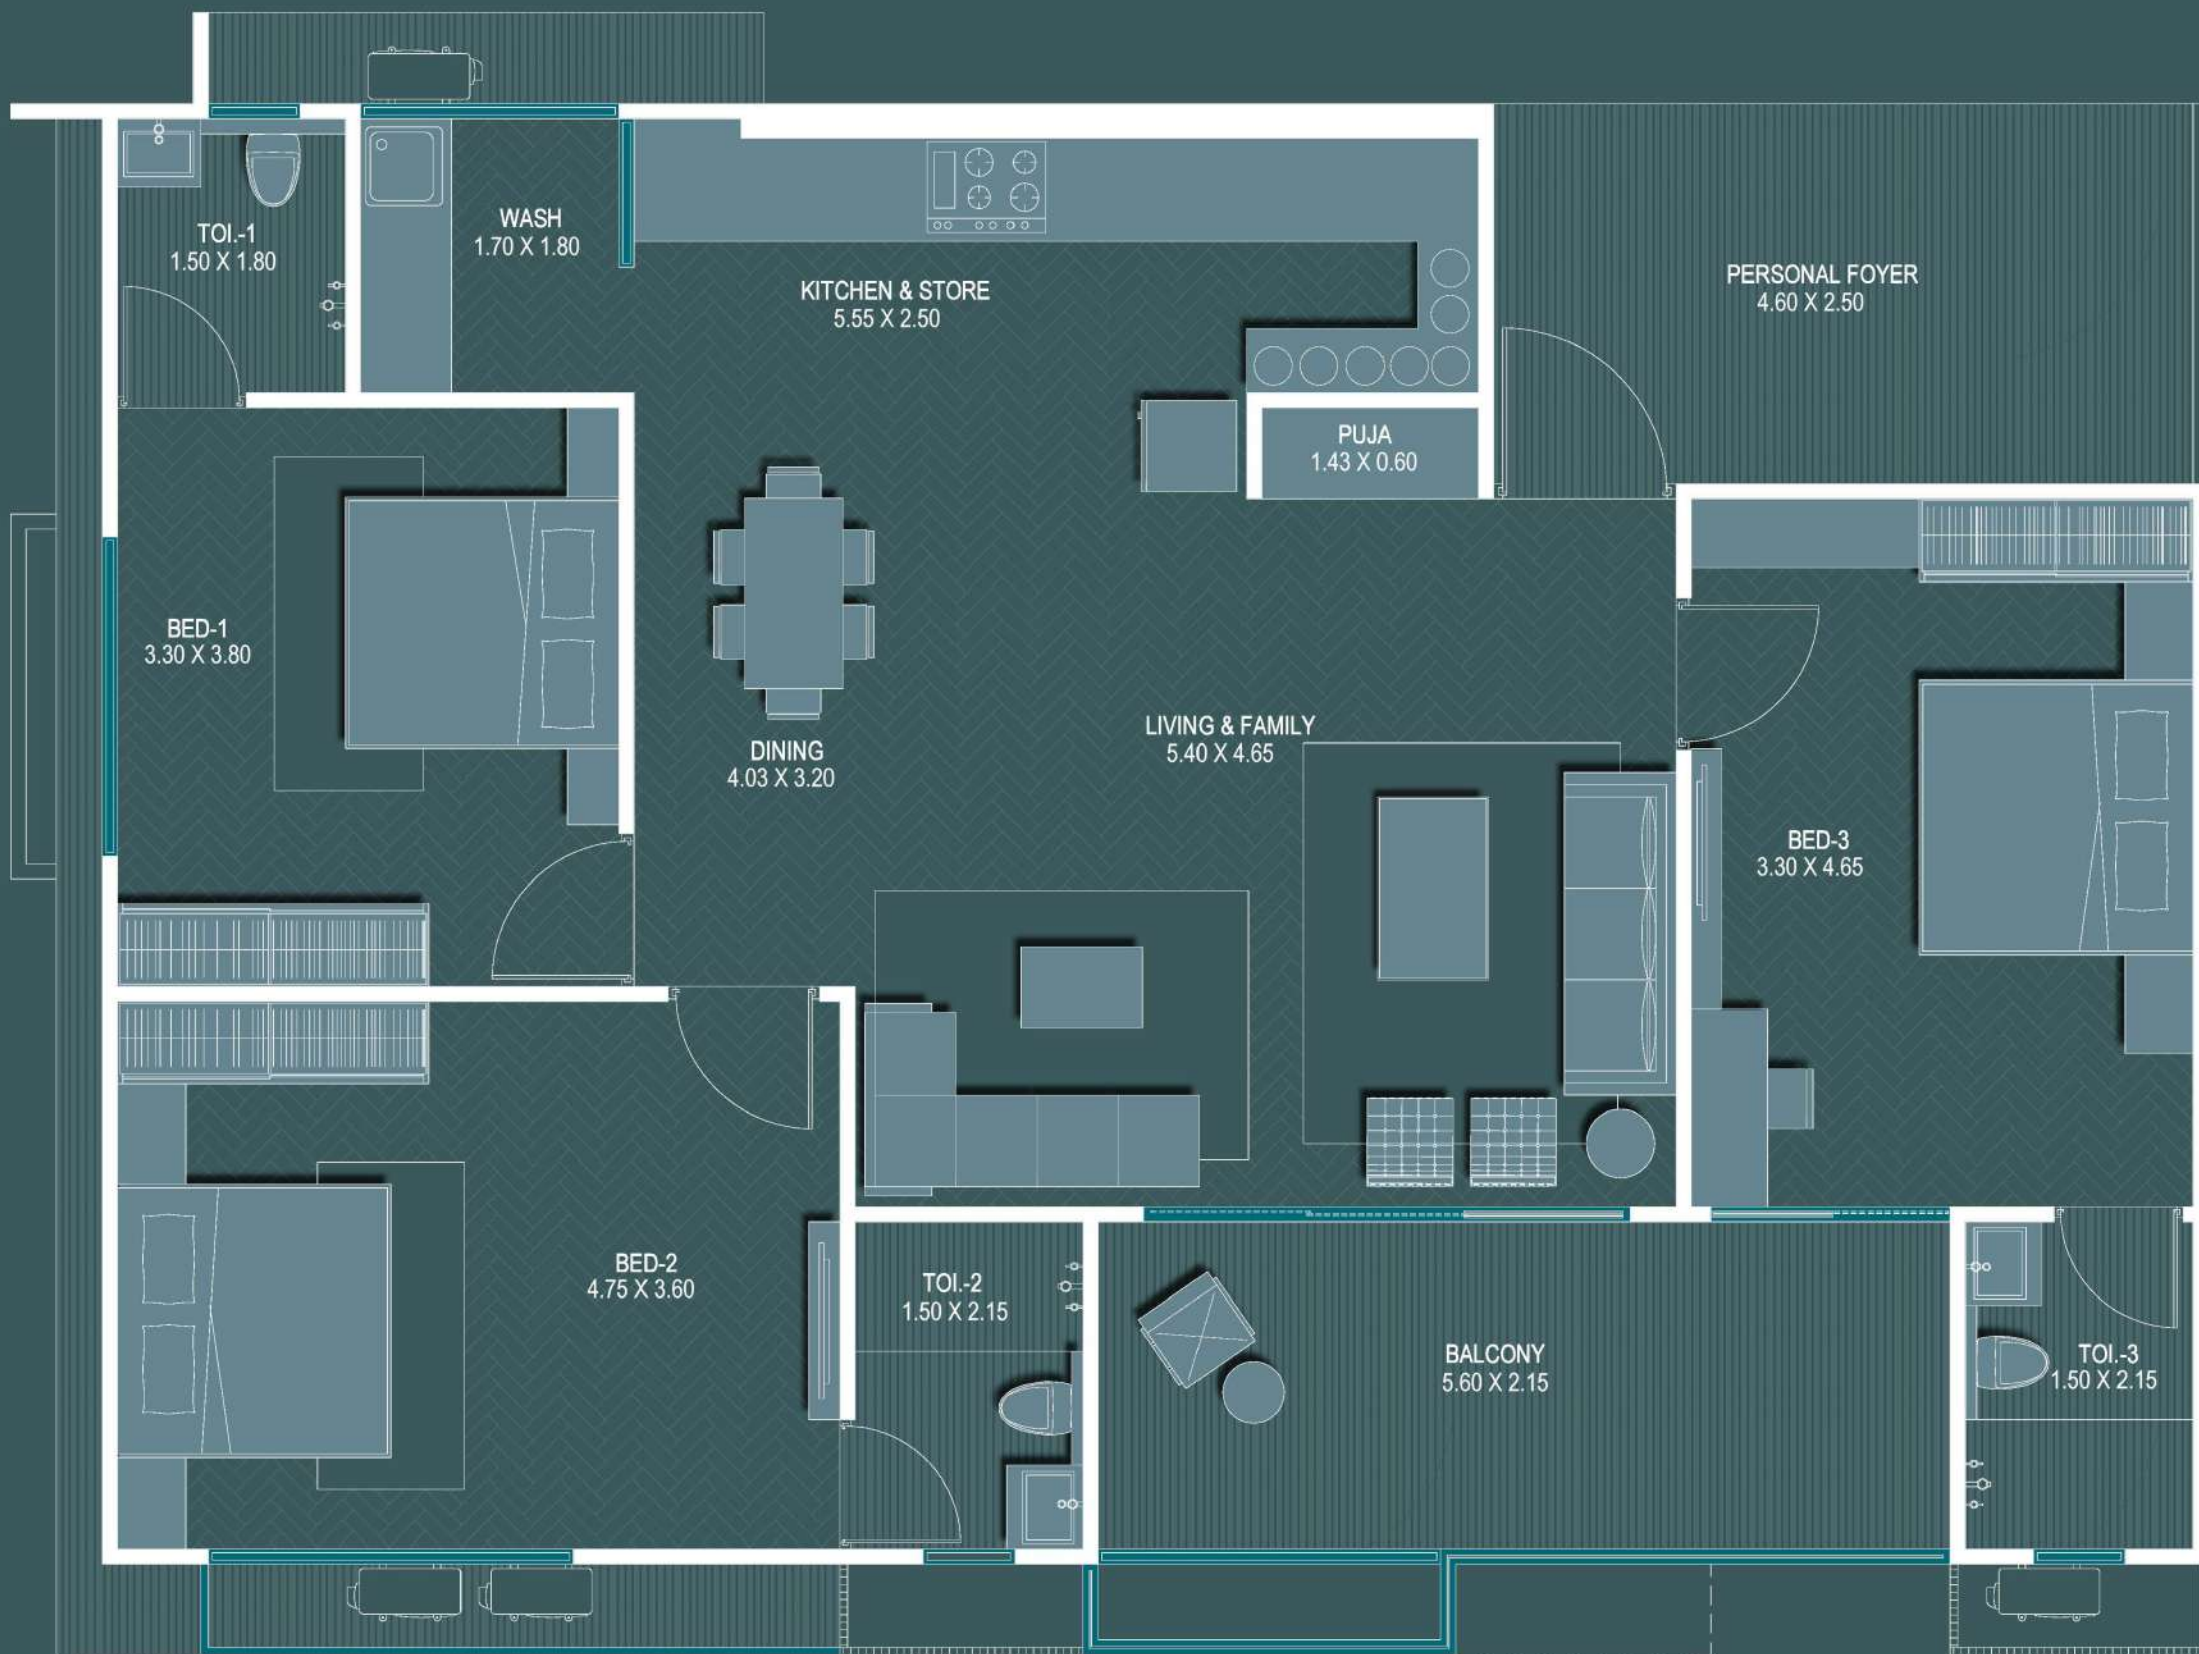 TOI.-1
1.50 X 1.80
WASH
1.70 X 1.80
KITCHEN & STORE
5.55 X 2.50
PERSONAL FOYER
4.60 X 2.50
PUJA
1.43 X 0.60
BED-1
3.30 X 3.80
DINING
4.03 X 3.20
LIVING & FAMILY
5.40 X 4.65
BED-3
3.30 X 4.65
BED-2
4.75 X 3.60
TOI.-2
1.50 X 2.15
BALCONY
5.60 X 2.15
TOI.-3
1.50 X 2.15